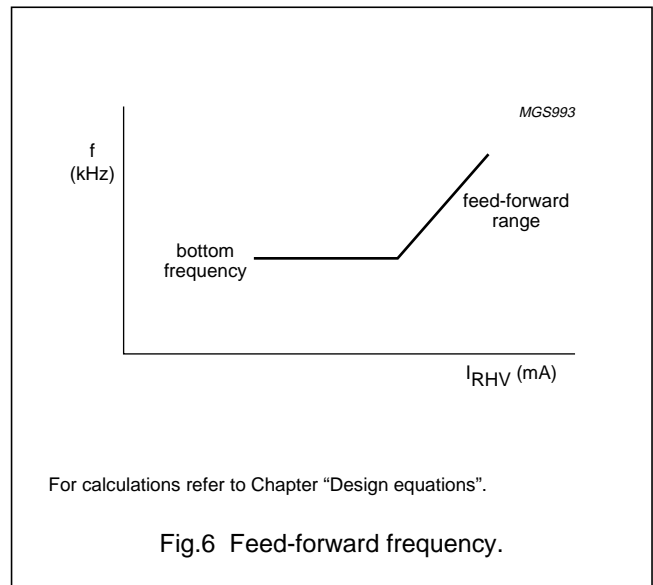 MGS993
f
(kHz)
feed-forward
range
bottom
frequency
IRHV (mA)
For calculations refer to Chapter “Design equations”.
Fig.6 Feed-forward frequency.